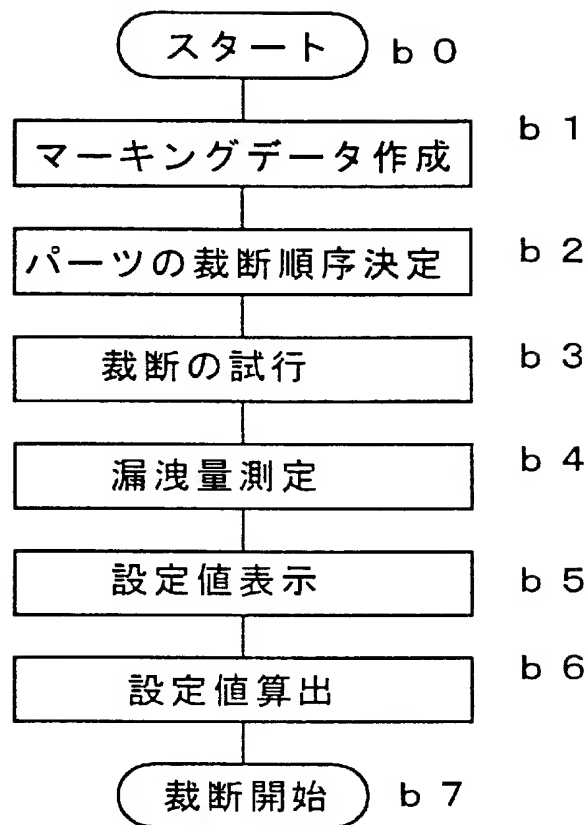 スタート b0
マーキングデータ作成 b1
パーツの裁断順序決定 b2
裁断の試行 b3
漏洩量測定 b4
設定値表示 b5
設定値算出 b6
裁断開始 b7